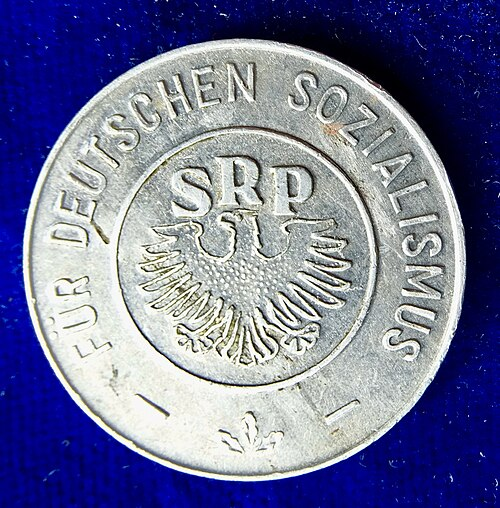 FÜR DEUTSCHEN SOZIALISMUS
SRP